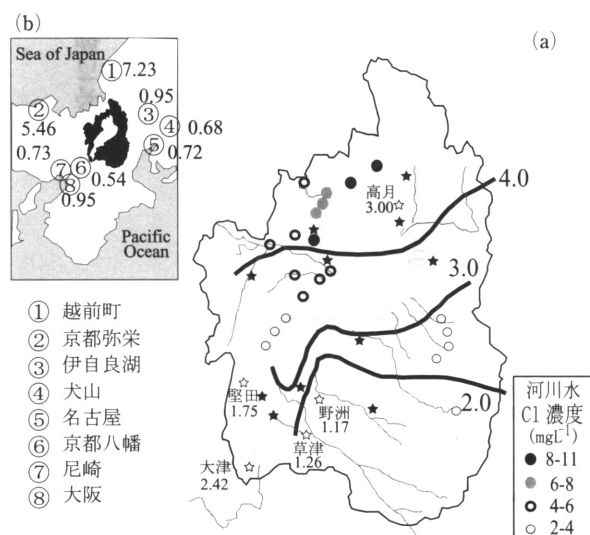 (b)
Sea of Japan
① 7.23
0.95
②
③
5.46
④ 0.68
0.73
⑤
0.72
⑦ ⑥
0.54
⑧
0.95
Pacific
Ocean
① 越前町
② 京都弥栄
③ 伊自良湖
④ 犬山
⑤ 名古屋
⑥ 京都八幡
⑦ 尼崎
⑧ 大阪
(a)
高月
3.00
4.0
3.0
2.0
堅田
1.75
野洲
1.17
草津
1.26
大津
2.42
河川水
Cl 濃度
(mgL⁻¹)
8-11
6-8
4-6
2-4